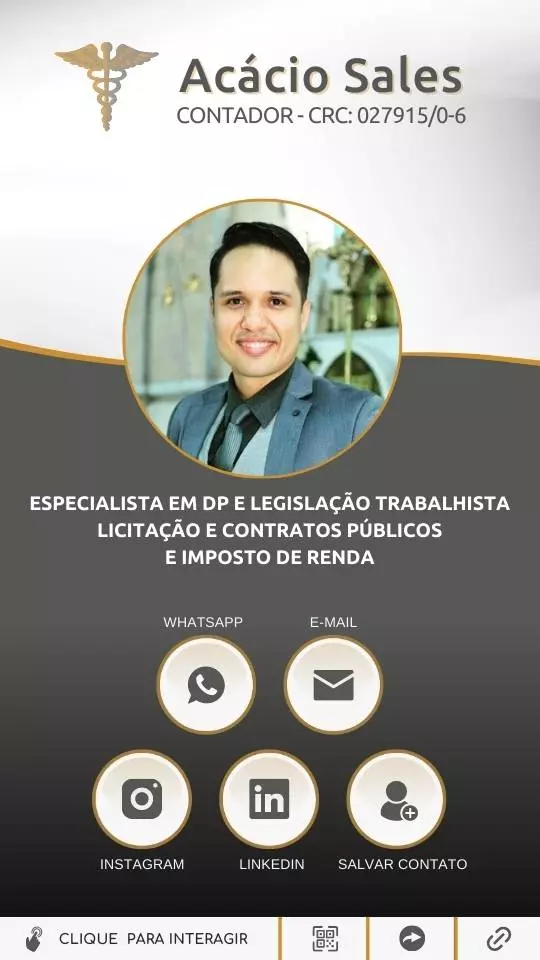 Acácio Sales
CONTADOR - CRC: 027915/0-6
ESPECIALISTA EM DP E LEGISLAÇÃO TRABALHISTA
LICITAÇÃO E CONTRATOS PÚBLICOS
E IMPOSTO DE RENDA
WHATSAPP E-MAIL
in
INSTAGRAM LINKEDIN SALVAR CONTATO
CLIQUE PARA INTERAGIR